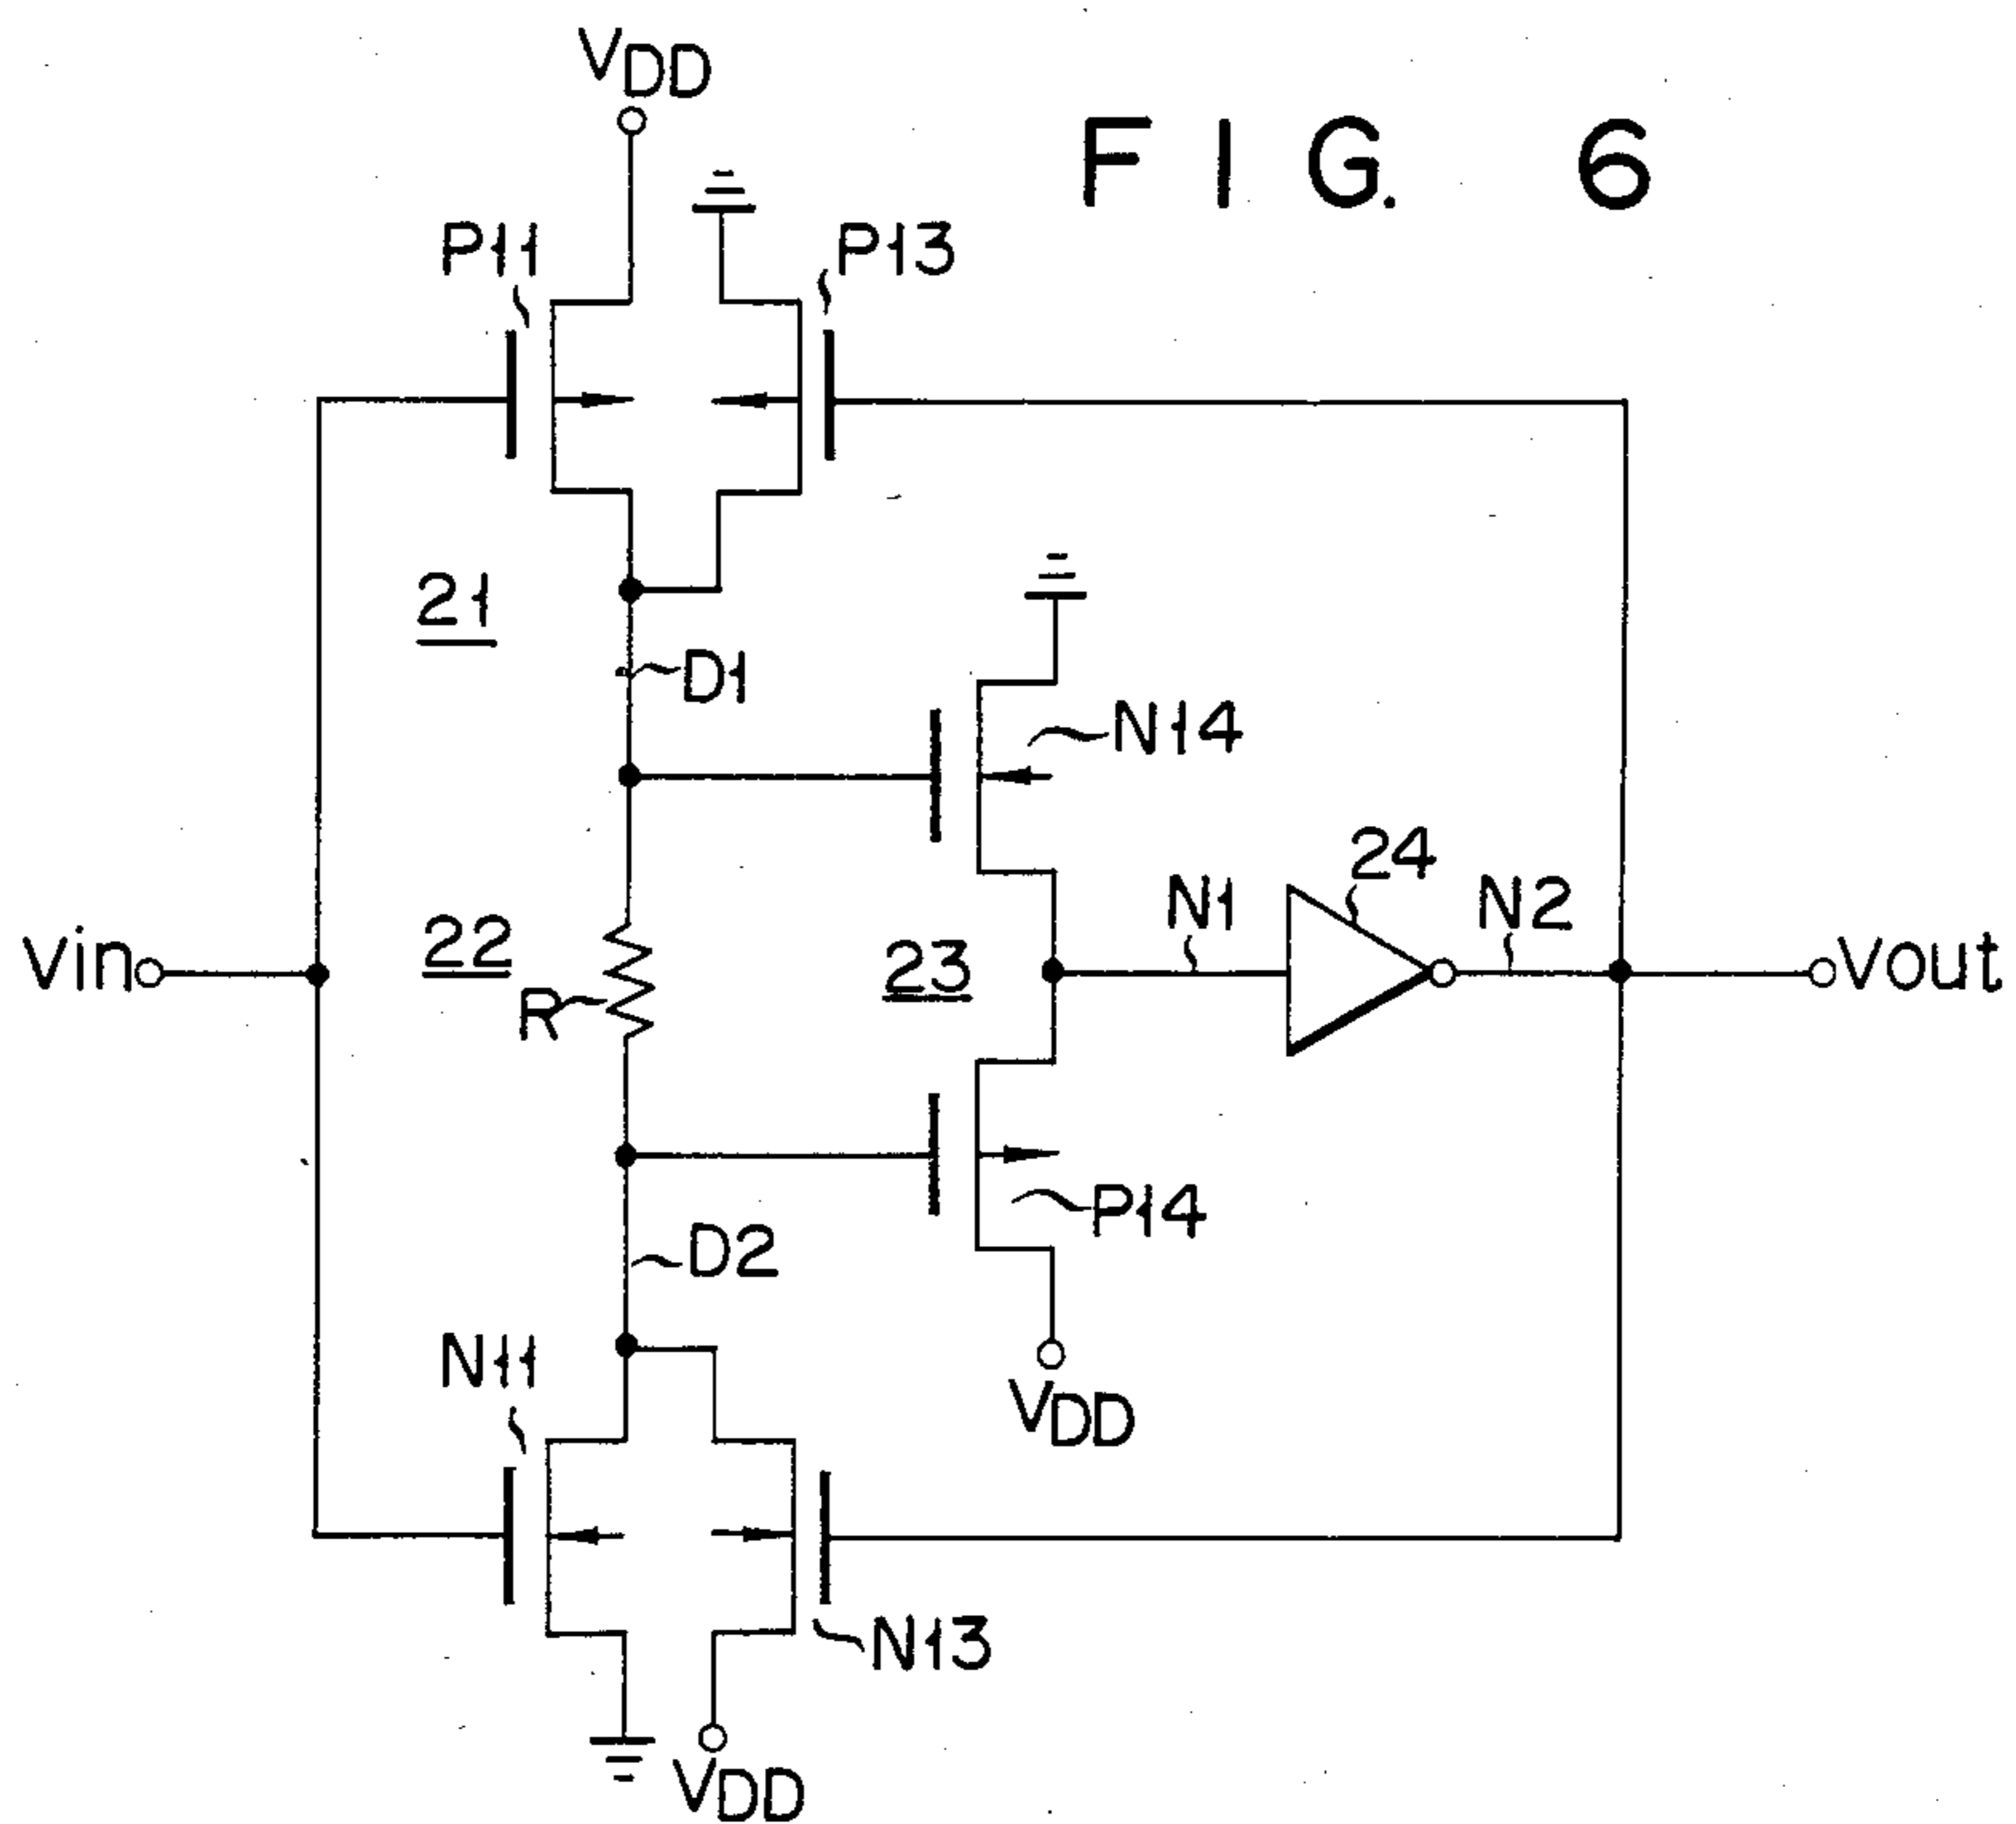 VDD
FIG. 6
P11
P13
21
D1
N14
24
N1
N2
Vin
22
23
Vout
R
P14
D2
N11
VDD
N13
VDD